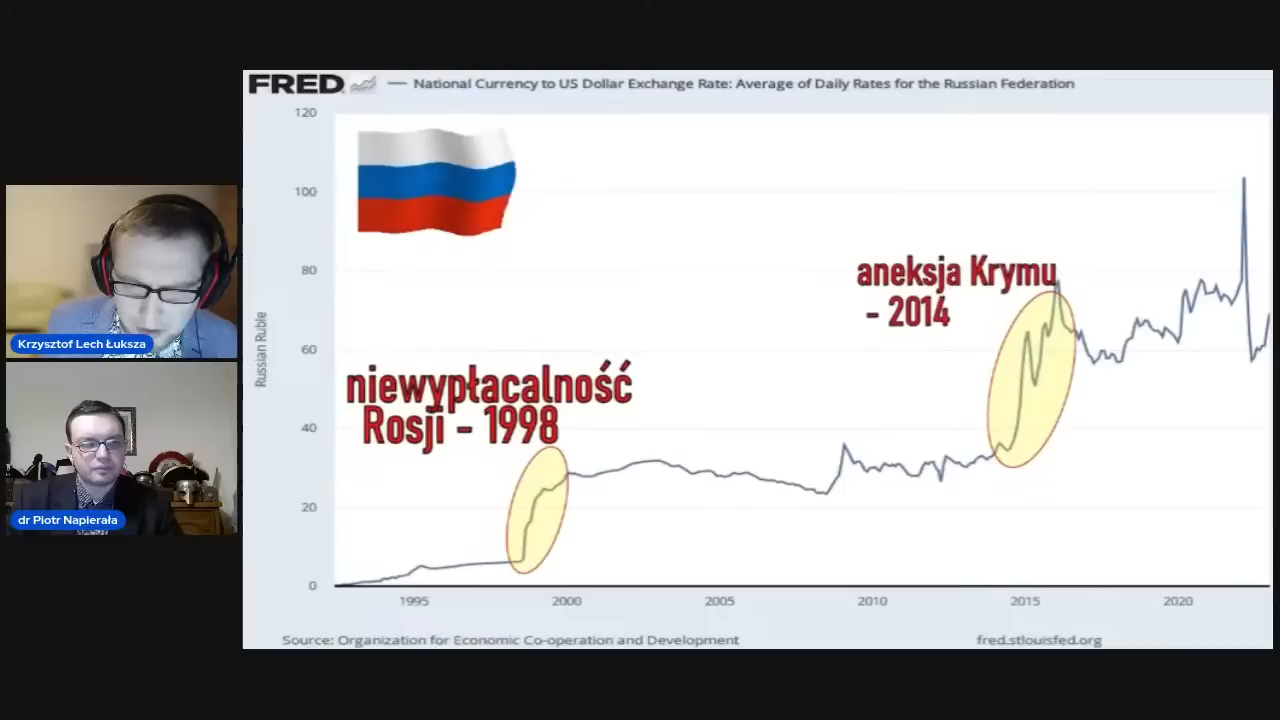 FRED
National Currency to US Dollar Exchange Rate: Average of Daily Rates for the Russian Federation
120
100
80
60
40
20
0
Russian Ruble
aneksja Krymu
- 2014
niewypłacalność
Rosji - 1998
1995
2000
2005
2010
2015
2020
Source: Organization for Economic Co-operation and Development
fred.stlouisfed.org
Krzysztof Lech Łuksza
dr Piotr Napierała